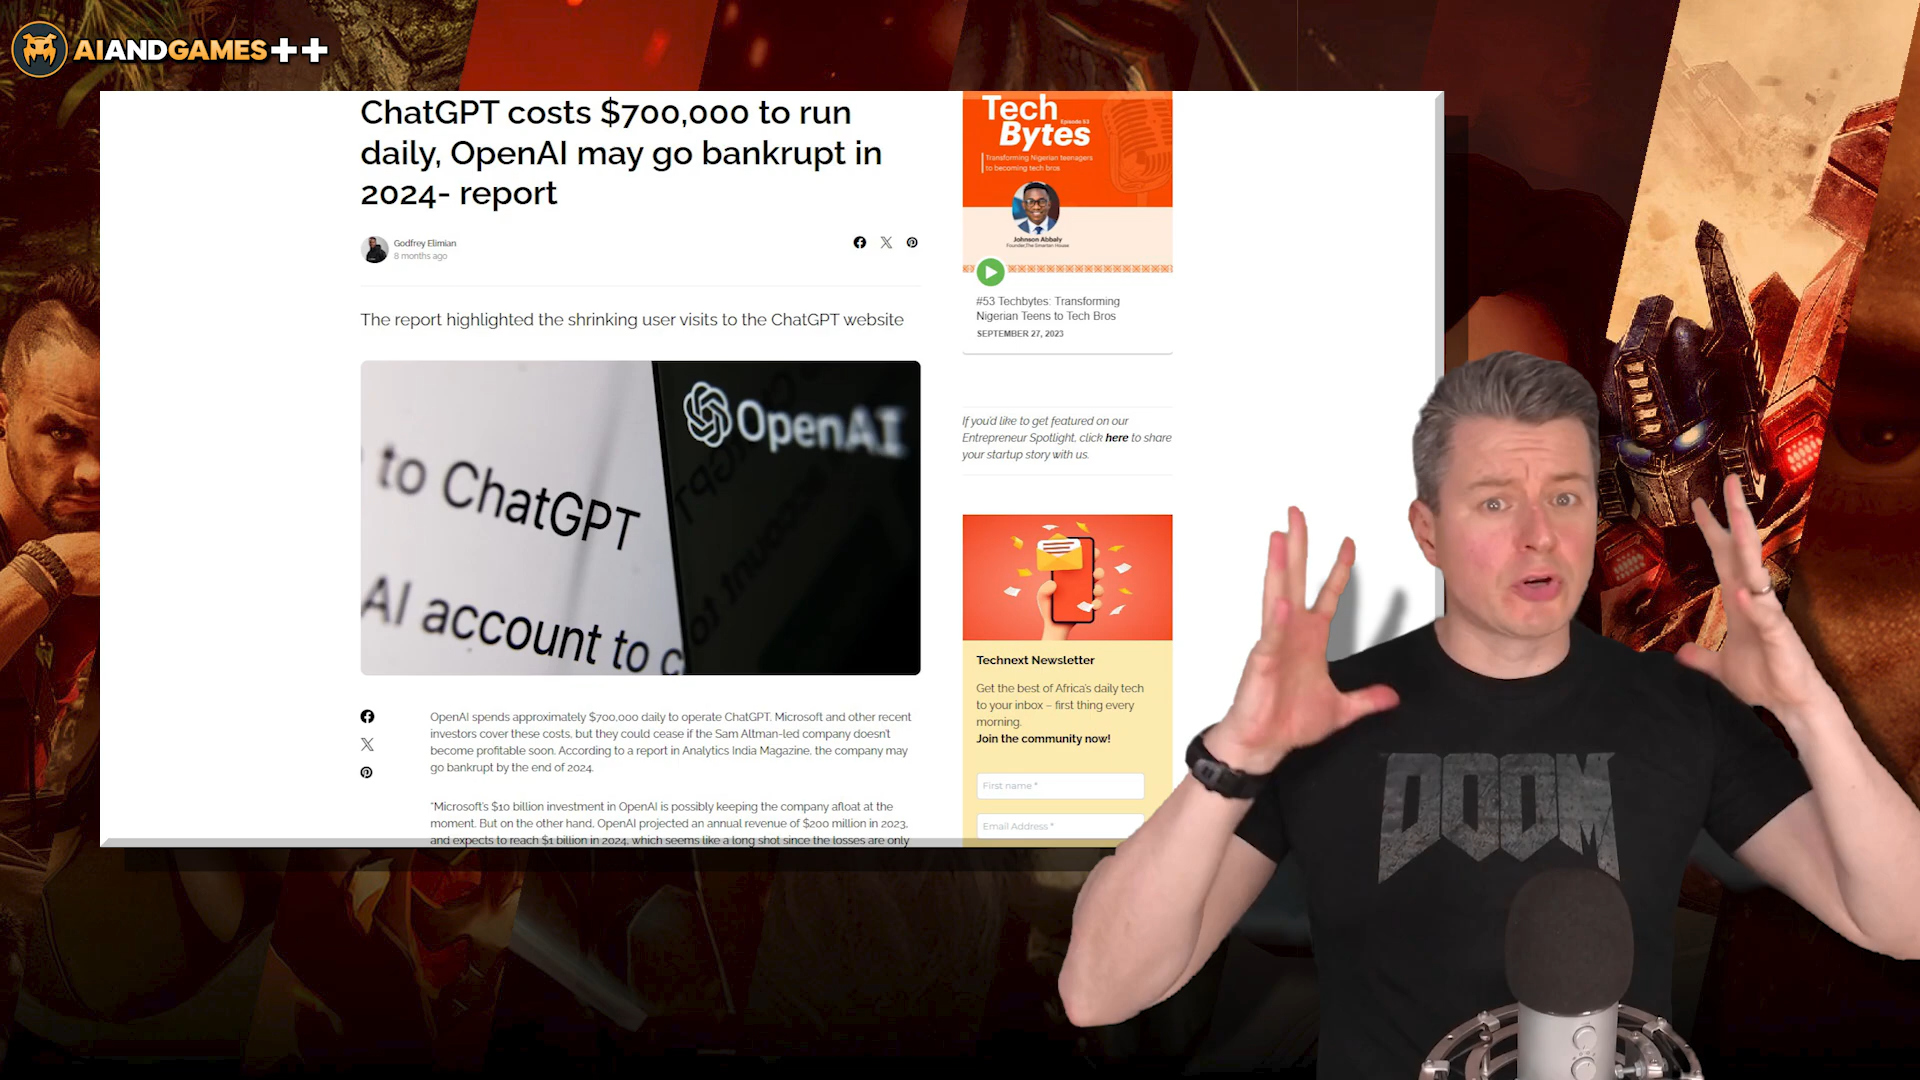 AIANDGAMES++
ChatGPT costs $700,000 to run
daily, OpenAI may go bankrupt in
2024- report
Godfrey Elimian
8 months ago
The report highlighted the shrinking user visits to the ChatGPT website
to ChatGPT
AI account to c
OpenAI
OpenAI spends approximately $700,000 daily to operate ChatGPT. Microsoft and other recent
investors cover these costs, but they could cease if the Sam Altman-led company doesn't
become profitable soon. According to a report in Analytics India Magazine, the company may
go bankrupt by the end of 2024.
"Microsoft's $10 billion investment in OpenAI is possibly keeping the company afloat at the
moment. But on the other hand, OpenAI projected an annual revenue of $200 million in 2023,
and expects to reach $1 billion in 2024, which seems like a long shot since the losses are only
Tech
Episode 53
Bytes
Transforming Nigerian teenagers
to becoming tech bros
Johnson Abbaly
Founder,The Smartan House
#53 Techbytes: Transforming
Nigerian Teens to Tech Bros
SEPTEMBER 27, 2023
If you'd like to get featured on our
Entrepreneur Spotlight, click here to share
your startup story with us.
Technext Newsletter
Get the best of Africa's daily tech
to your inbox – first thing every
morning.
Join the community now!
First name *
Email Address *
DOOM